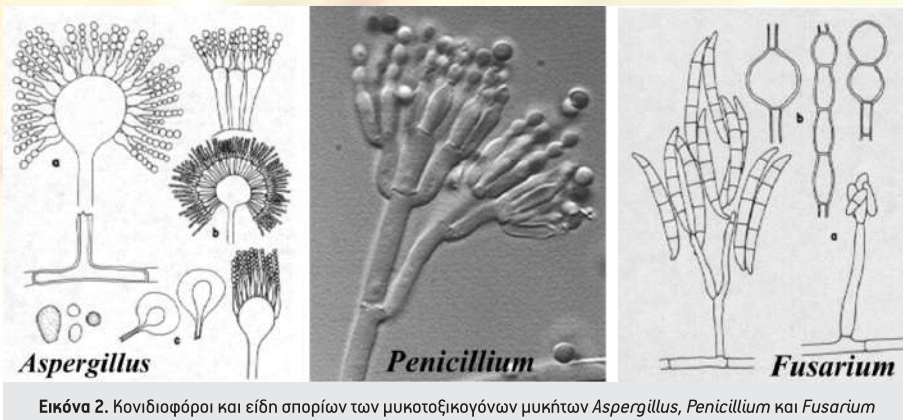 a
b
c
Aspergillus
Penicillium
b
a
Fusarium
Εικόνα 2. Κονιδιοφόροι και είδη σπορίων των μυκοτοξικογόνων μυκήτων Aspergillus, Penicillium και Fusarium